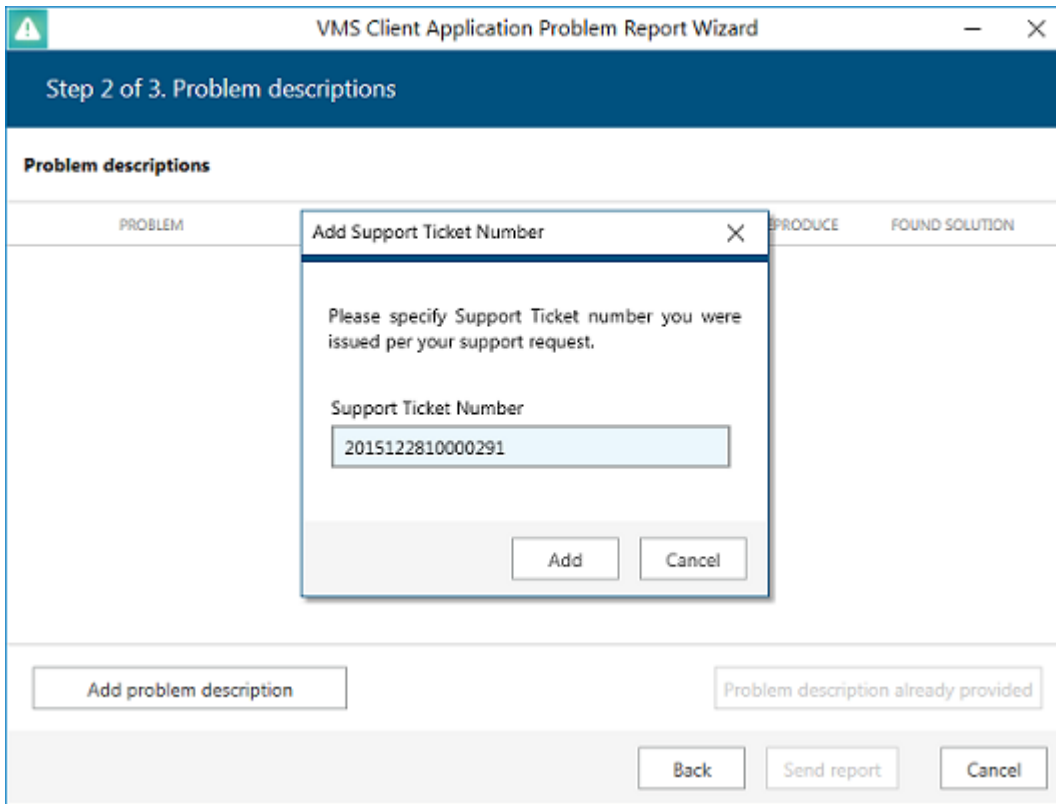 VMS Client Application Problem Report Wizard
Step 2 of 3. Problem descriptions
Problem descriptions
PROBLEM
EPRODUCE
FOUND SOLUTION
Add Support Ticket Number
Please specify Support Ticket number you were
issued per your support request.
Support Ticket Number
2015122810000291
Add
Cancel
Add problem description
Problem description already provided
Back
Send report
Cancel